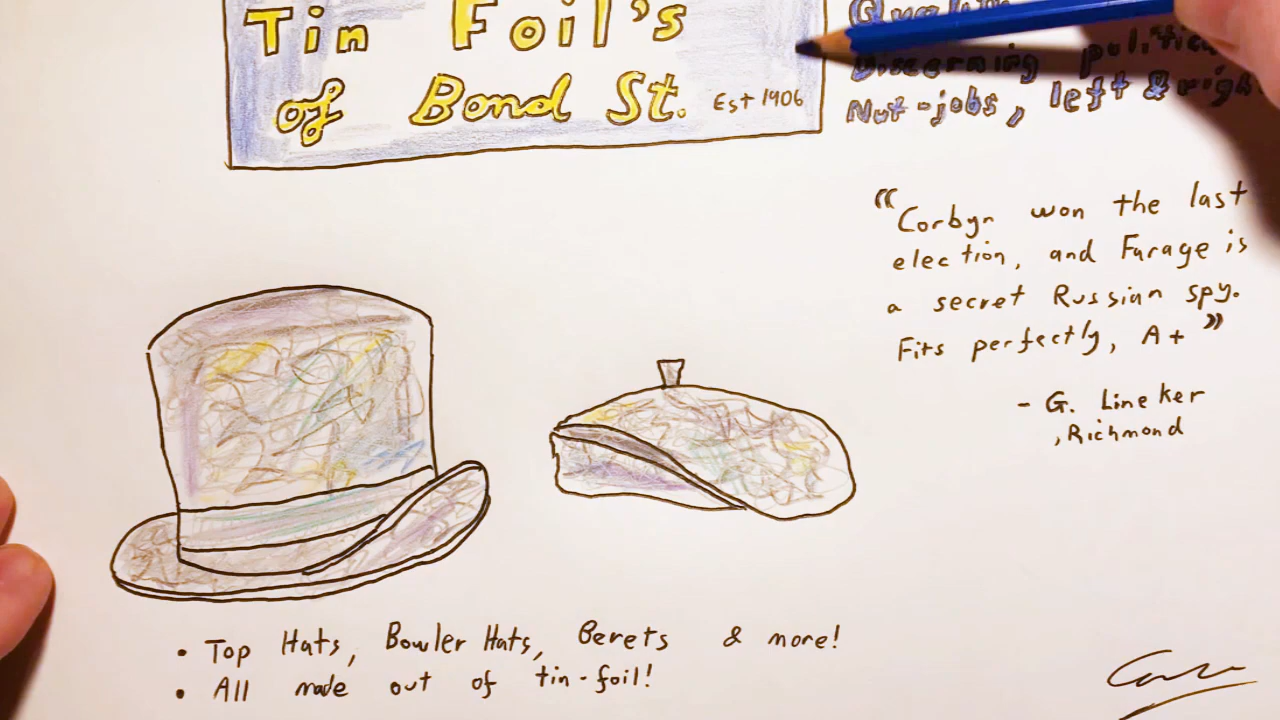 Tin Foil's
of Bond St. Est 1906
Discerning
Nut-jobs, left &
"Corbyn won the last
election, and Farage is
a secret Russian spy.
Fits perfectly, A+"
- G. Lineker
, Richmond
• Top Hats, Bowler Hats, Berets & more!
• All made out of tin-foil!